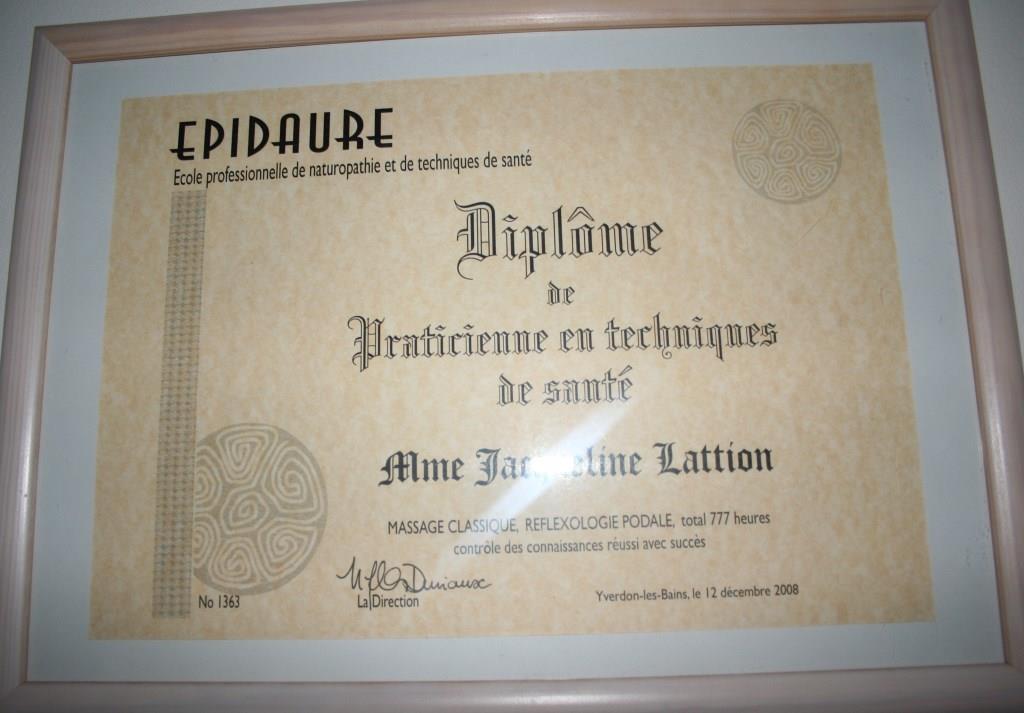 EPIDAURE
Ecole professionnelle de naturopathie et de techniques de santé
Diplôme
de
Praticienne en techniques
de santé
Mme Jacqueline Lattion
MASSAGE CLASSIQUE, REFLEXOLOGIE PODALE, total 777 heures
contrôle des connaissances réussi avec succès
No 1363
La Direction
Yverdon-les-Bains, le 12 décembre 2008